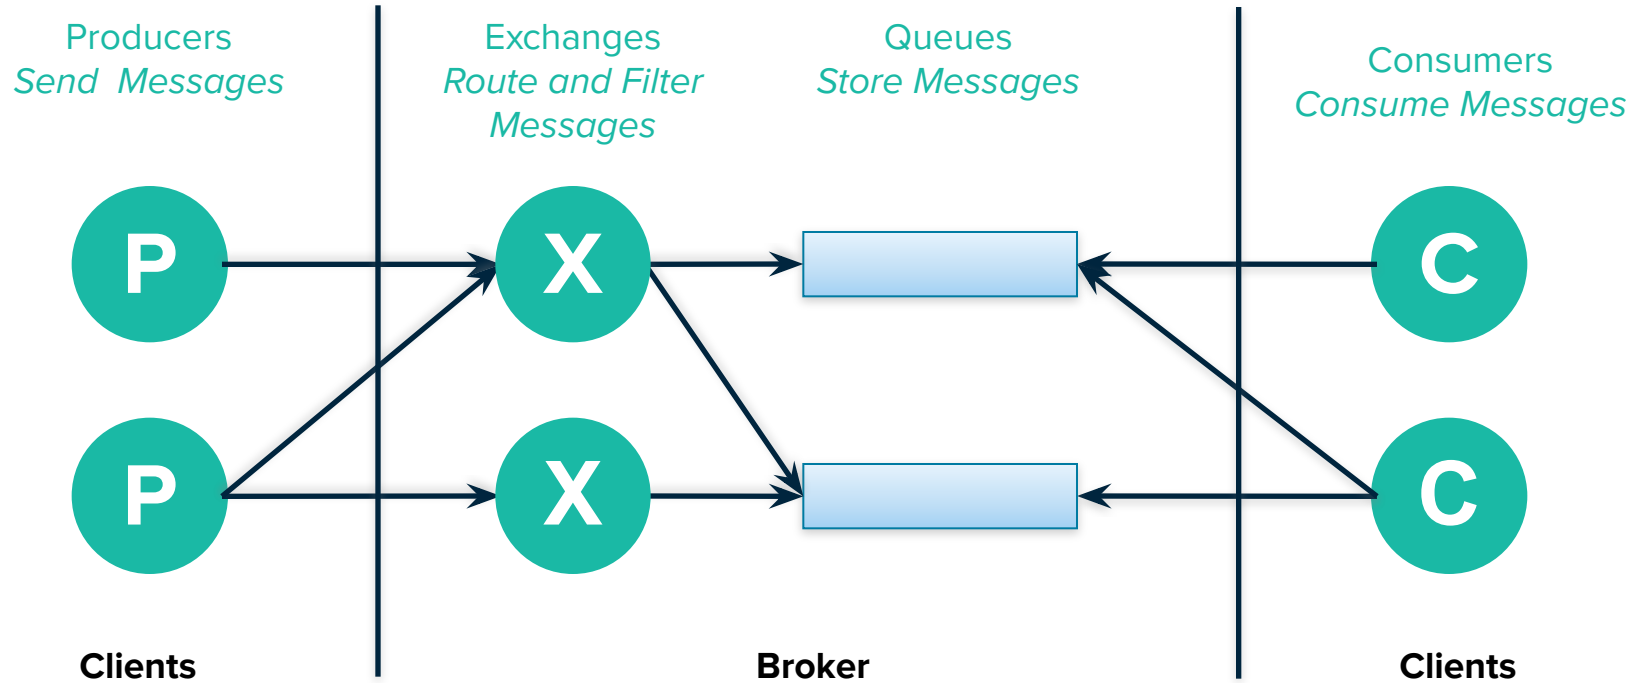 Producers
Send Messages
Exchanges
Route and Filter
Messages
Queues
Store Messages
Consumers
Consume Messages
P
X
C
P
X
C
Clients
Broker
Clients